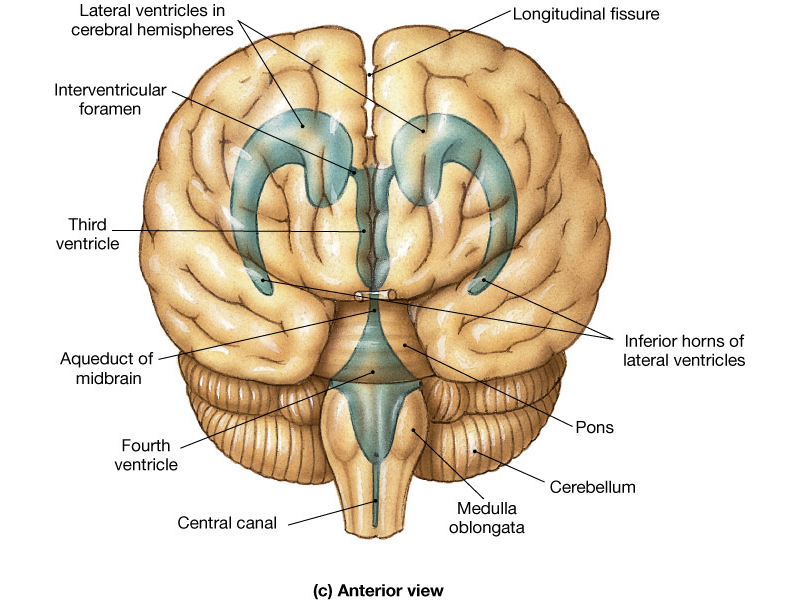 Lateral ventricles in
cerebral hemispheres
Longitudinal fissure
Interventricular
foramen
Third
ventricle
Aqueduct of
midbrain
Inferior horns of
lateral ventricles
Fourth
ventricle
Pons
Cerebellum
Medulla
oblongata
Central canal
(c) Anterior view